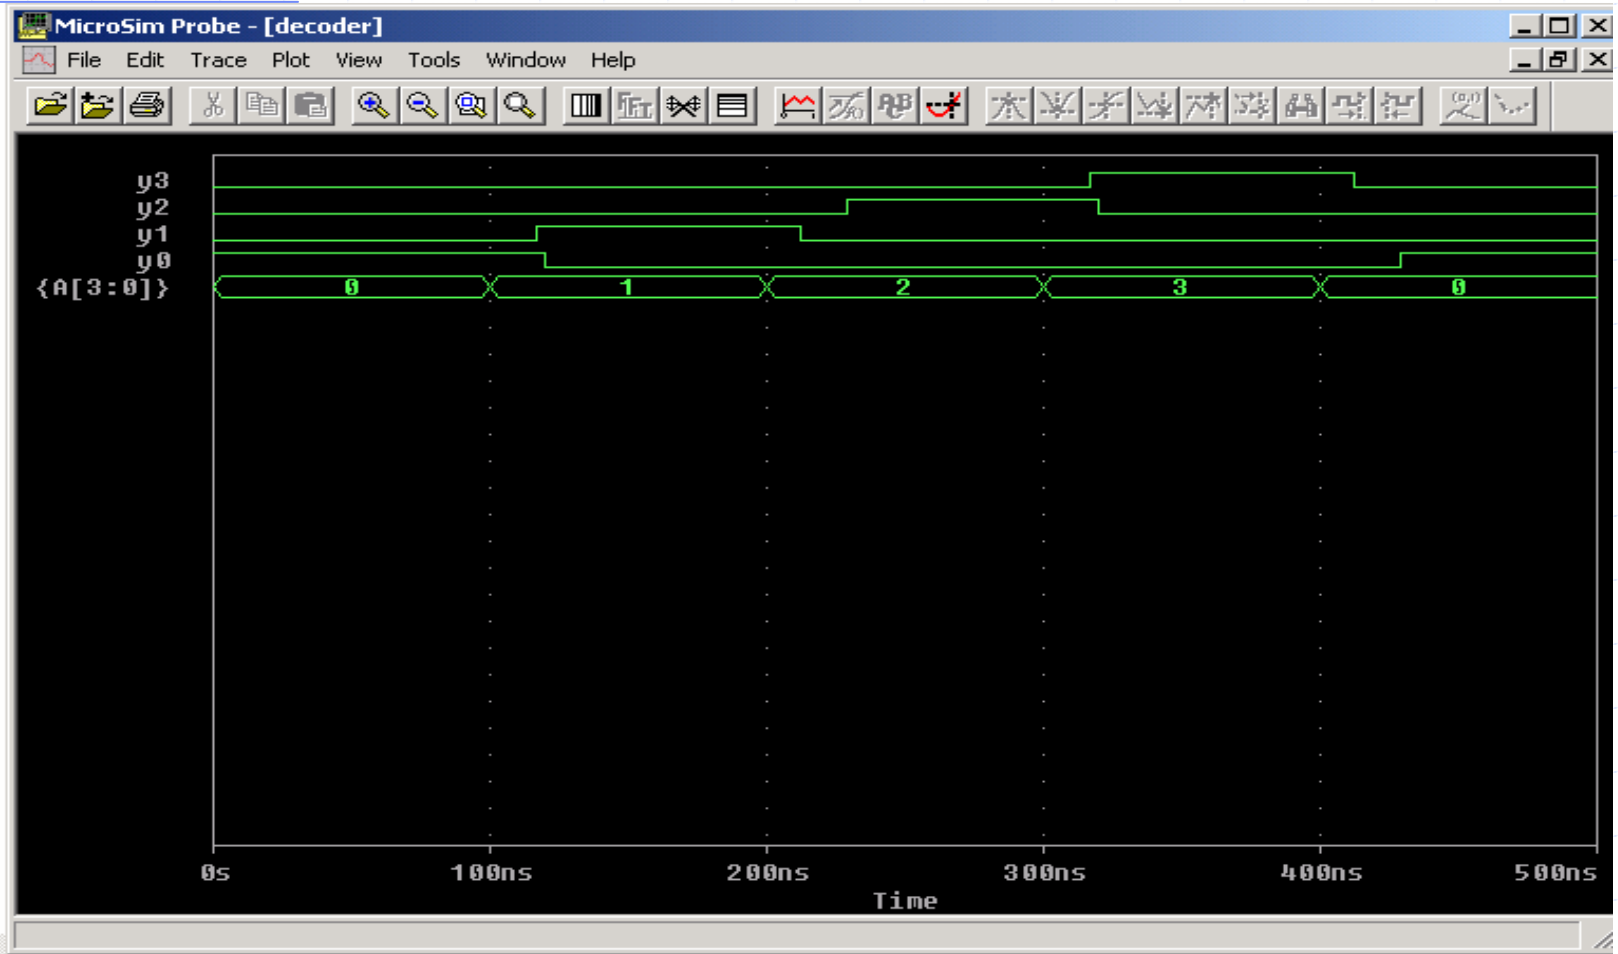 MicroSim Probe - [decoder]
File Edit Trace Plot View Tools Window Help
y3
y2
y1
y0
{A[3:0]} 0 1 2 3 0
0s 100ns 200ns 300ns 400ns 500ns
Time